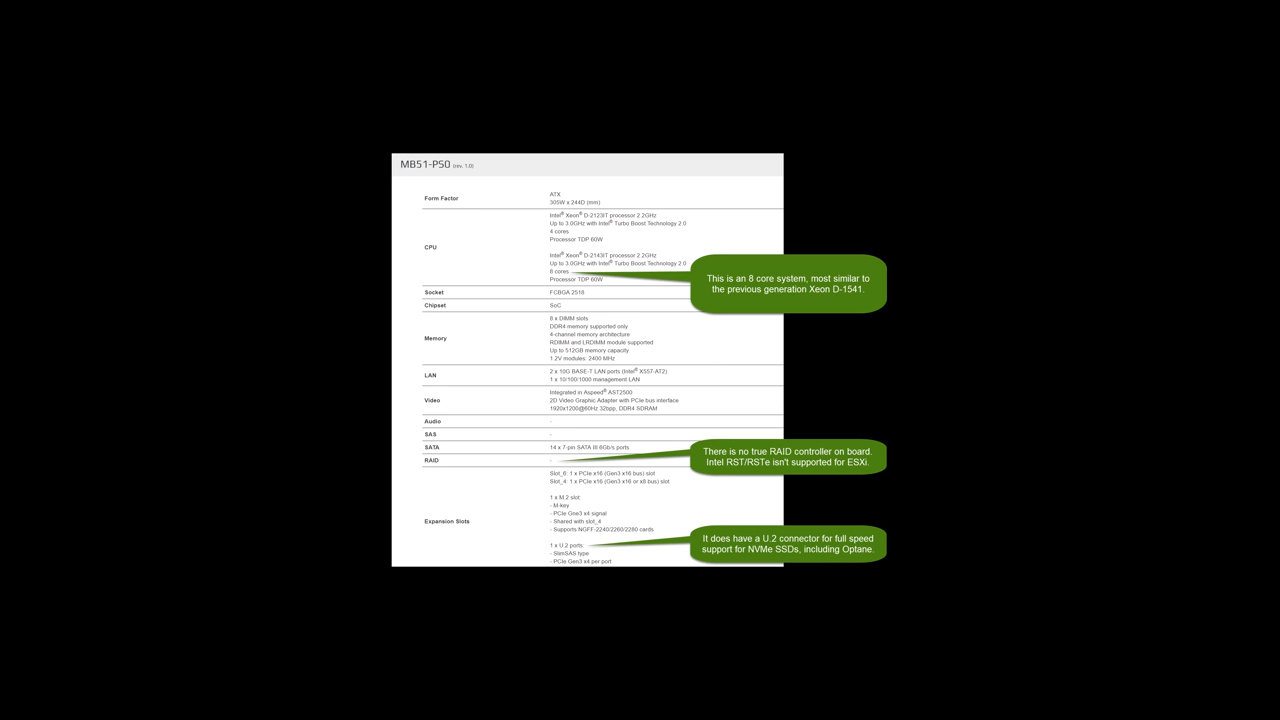 MB51-PS0 (rev. 1.0)
Form Factor
ATX
305W x 244D (mm)
CPU
Intel® Xeon® D-2123IT processor 2.2GHz
Up to 3.0GHz with Intel® Turbo Boost Technology 2.0
4 cores
Processor TDP 60W
Intel® Xeon® D-2143IT processor 2.2GHz
Up to 3.0GHz with Intel® Turbo Boost Technology 2.0
8 cores
Processor TDP 60W
This is an 8 core system, most similar to
the previous generation Xeon D-1541.
Socket
FCBGA 2518
Chipset
SoC
Memory
8 x DIMM slots
DDR4 memory supported only
4-channel memory architecture
RDIMM and LRDIMM module supported
Up to 512GB memory capacity
1.2V modules: 2400 MHz
LAN
2 x 10G BASE-T LAN ports (Intel® X557-AT2)
1 x 10/100/1000 management LAN
Video
Integrated in Aspeed® AST2500
2D Video Graphic Adapter with PCIe bus interface
1920x1200@60Hz 32bpp, DDR4 SDRAM
Audio
-
SAS
-
SATA
14 x 7-pin SATA III 6Gb/s ports
RAID
-
There is no true RAID controller on board.
Intel RST/RSTe isn't supported for ESXi.
Expansion Slots
Slot_6: 1 x PCIe x16 (Gen3 x16 bus) slot
Slot_4: 1 x PCIe x16 (Gen3 x16 or x8 bus) slot
1 x M.2 slot:
- M-key
- PCIe Gne3 x4 signal
- Shared with slot_4
- Supports NGFF-2240/2260/2280 cards
1 x U.2 ports:
- SlimSAS type
- PCIe Gen3 x4 per port
It does have a U.2 connector for full speed
support for NVMe SSDs, including Optane.